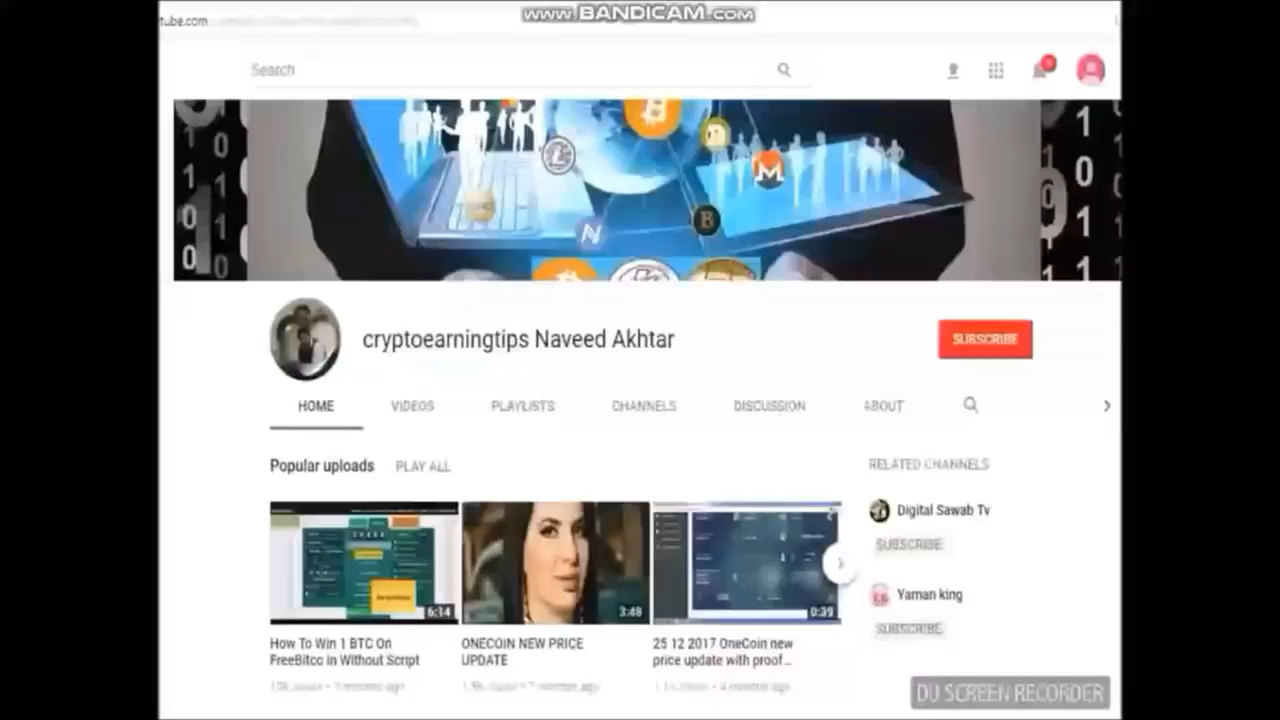 tube.com
www.BANDICAM.com
Search
cryptoearningtips Naveed Akhtar
SUBSCRIBE
HOME VIDEOS PLAYLISTS CHANNELS DISCUSSION ABOUT
Popular uploads PLAY ALL
6:14
3:48
0:39
How To Win 1 BTC On
FreeBitco in Without Script
ONECOIN NEW PRICE
UPDATE
25 12 2017 OneCoin new
price update with proof...
RELATED CHANNELS
Digital Sawab Tv
SUBSCRIBE
Yaman king
SUBSCRIBE
DU SCREEN RECORDER